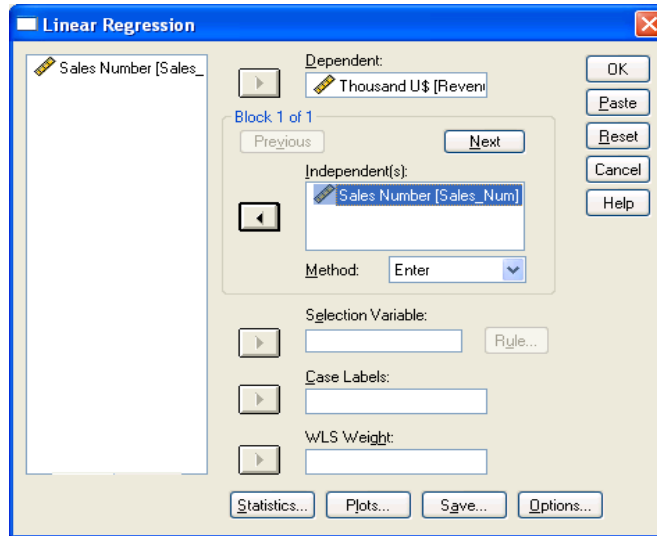 Linear Regression
Sales Number [Sales_
Dependent:
Thousand U$ [Reven
Block 1 of 1
Previous
Next
Independent(s):
Sales Number [Sales_Num]
Method:
Enter
Selection Variable:
Rule...
Case Labels:
WLS Weight:
Statistics...
Plots...
Save...
Options...
OK
Paste
Reset
Cancel
Help